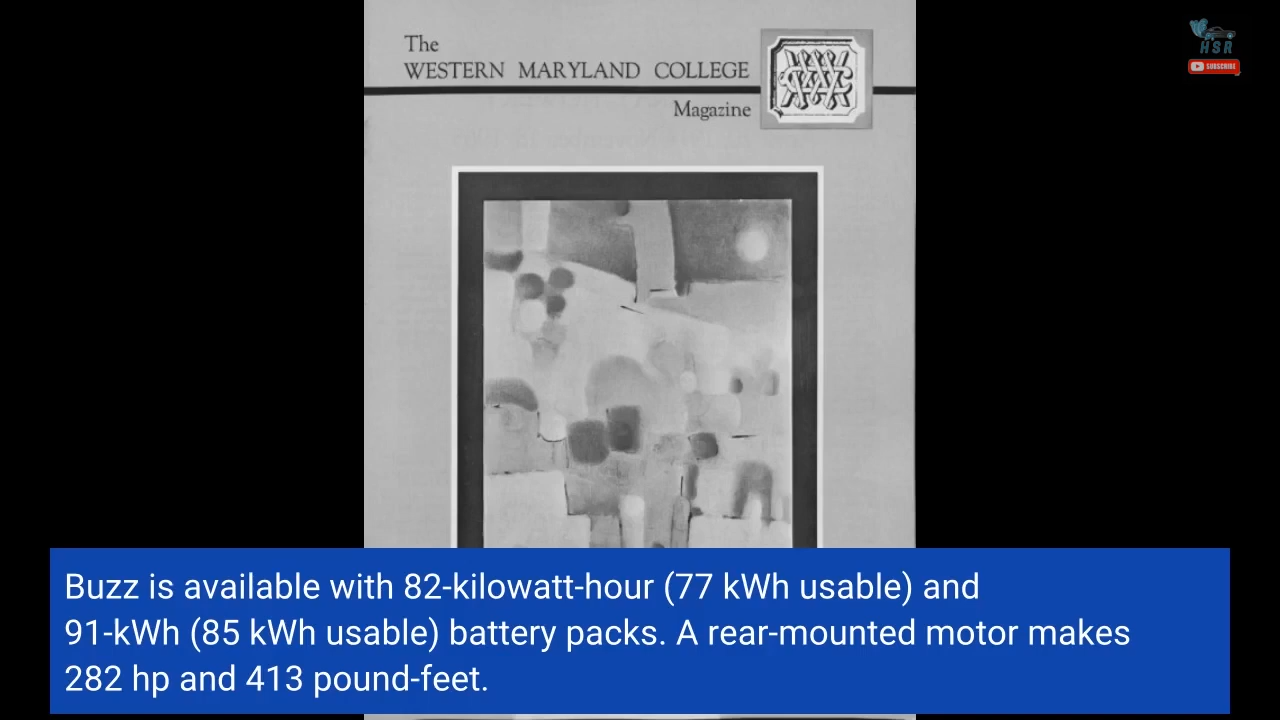 The
WESTERN MARYLAND COLLEGE
Magazine
HSR
SUBSCRIBE
Buzz is available with 82-kilowatt-hour (77 kWh usable) and
91-kWh (85 kWh usable) battery packs. A rear-mounted motor makes
282 hp and 413 pound-feet.